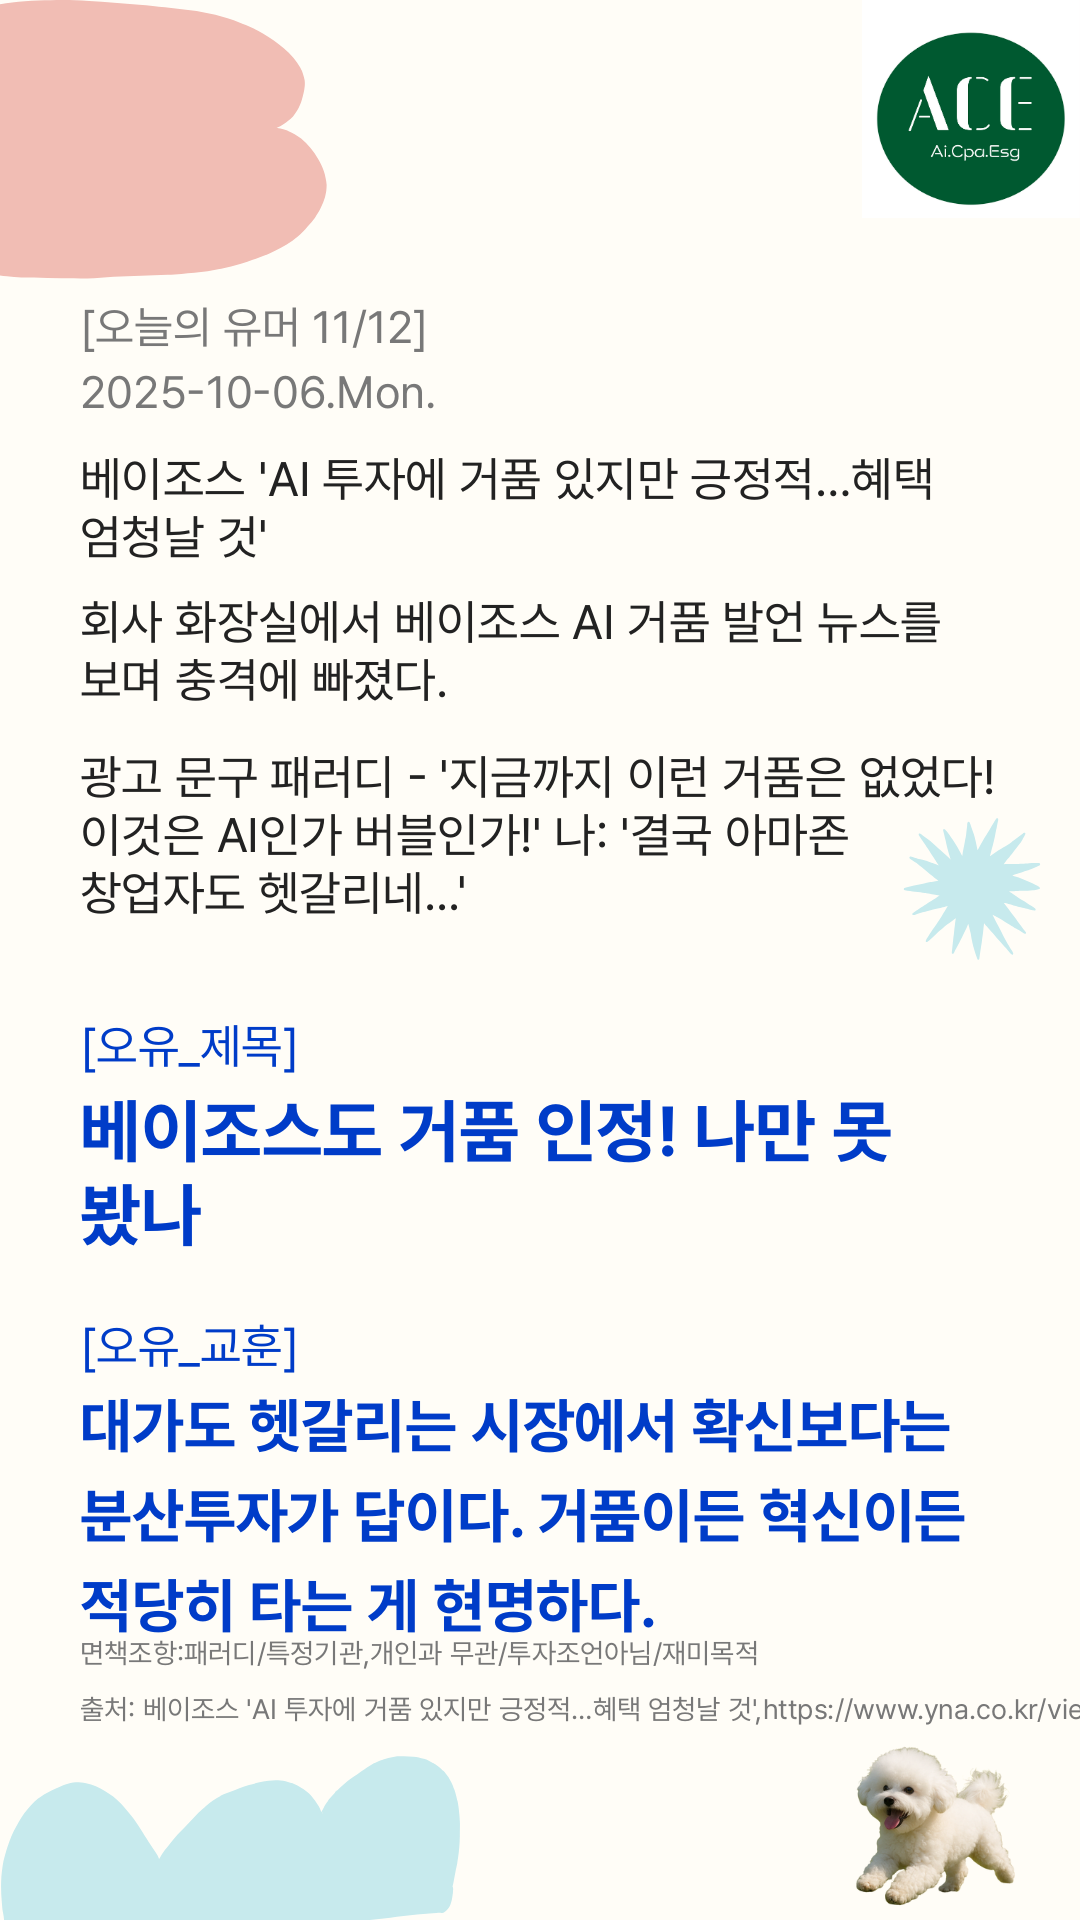 ACE
Ai.Cpa.Esg
[오늘의 유머 11/12]
2025-10-06.Mon.
베이조스 'AI 투자에 거품 있지만 긍정적...혜택
엄청날 것'
회사 화장실에서 베이조스 AI 거품 발언 뉴스를
보며 충격에 빠졌다.
광고 문구 패러디 - '지금까지 이런 거품은 없었다!
이것은 AI인가 버블인가!' 나: '결국 아마존
창업자도 헷갈리네...'
[오유_제목]
베이조스도 거품 인정! 나만 못
봤나
[오유_교훈]
대가도 헷갈리는 시장에서 확신보다는
분산투자가 답이다. 거품이든 혁신이든
적당히 타는 게 현명하다.
면책조항:패러디/특정기관,개인과 무관/투자조언아님/재미목적
출처: 베이조스 'AI 투자에 거품 있지만 긍정적...혜택 엄청날 것',https://www.yna.co.kr/vie